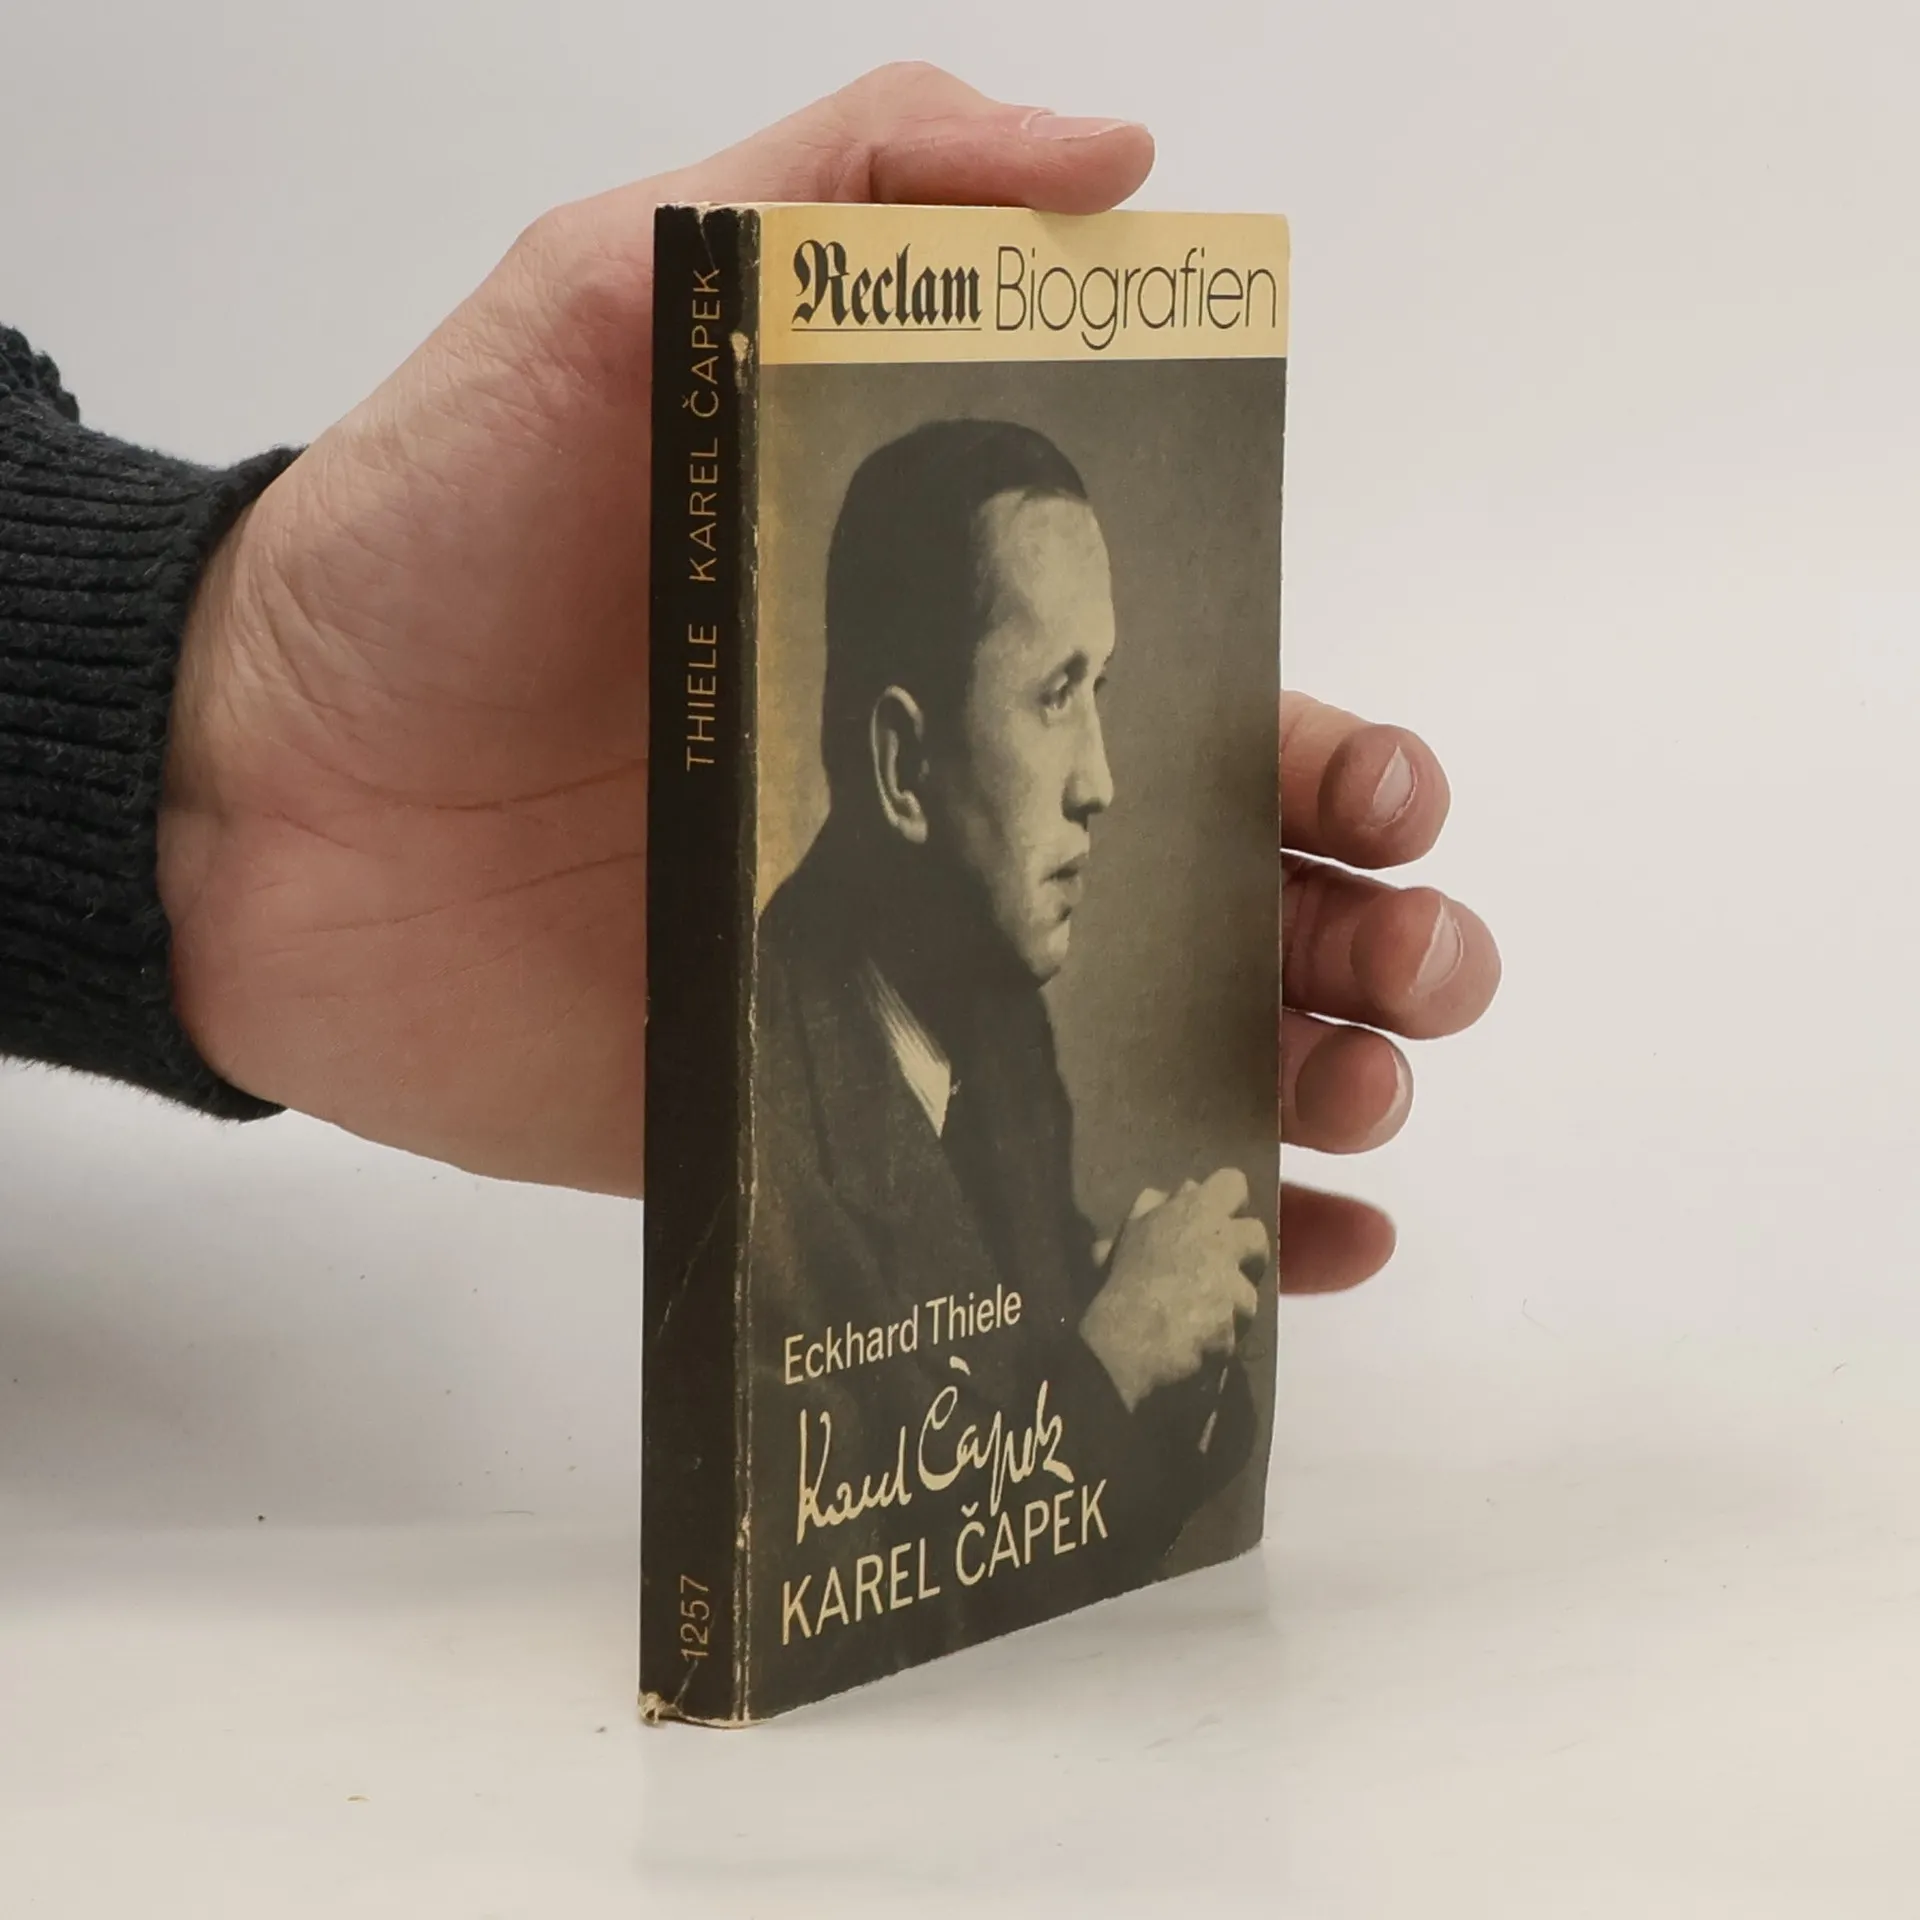 THIELE KAREL ČAPEK
1257
Reclam Biografien
Eckhard Thiele
Karel Čapek
KAREL ČAPEK